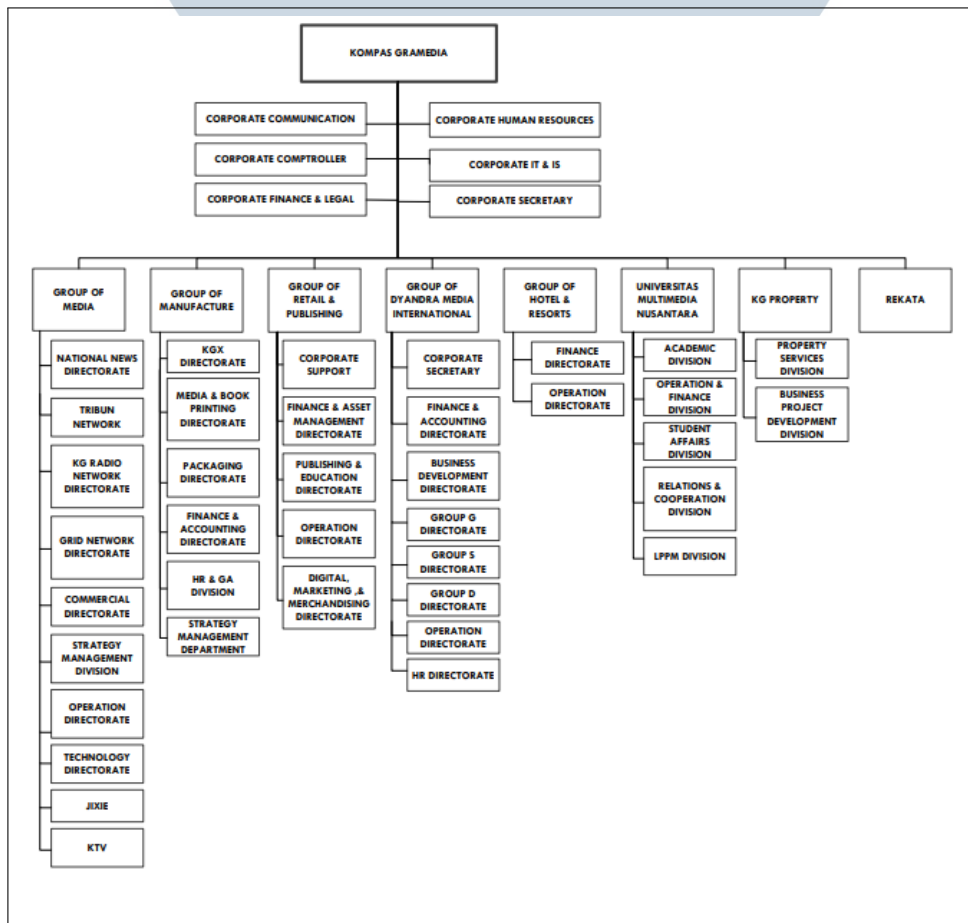 KOMPAS GRAMEDIA
CORPORATE COMMUNICATION
CORPORATE HUMAN RESOURCES
CORPORATE COMPTROLLER
CORPORATE IT & IS
CORPORATE FINANCE & LEGAL
CORPORATE SECRETARY
GROUP OF
MEDIA
NATIONAL NEWS
DIRECTORATE
TRIBUN
NETWORK
KG RADIO
NETWORK
DIRECTORATE
GRID NETWORK
DIRECTORATE
COMMERCIAL
DIRECTORATE
STRATEGY
MANAGEMENT
DIVISION
OPERATION
DIRECTORATE
TECHNOLOGY
DIRECTORATE
JIXIE
KTV
GROUP OF
MANUFACTURE
KGX
DIRECTORATE
MEDIA & BOOK
PRINTING
DIRECTORATE
PACKAGING
DIRECTORATE
FINANCE &
ACCOUNTING
DIRECTORATE
HR & GA
DIVISION
STRATEGY
MANAGEMENT
DEPARTMENT
GROUP OF
RETAIL &
PUBLISHING
CORPORATE
SUPPORT
FINANCE & ASSET
MANAGEMENT
DIRECTORATE
PUBLISHING &
EDUCATION
DIRECTORATE
OPERATION
DIRECTORATE
DIGITAL,
MARKETING ,&
MERCHANDISING
DIRECTORATE
GROUP OF
DYANDRA MEDIA
INTERNATIONAL
CORPORATE
SECRETARY
FINANCE &
ACCOUNTING
DIRECTORATE
BUSINESS
DEVELOPMENT
DIRECTORATE
GROUP G
DIRECTORATE
GROUP S
DIRECTORATE
GROUP D
DIRECTORATE
OPERATION
DIRECTORATE
HR DIRECTORATE
GROUP OF
HOTEL &
RESORTS
FINANCE
DIRECTORATE
OPERATION
DIRECTORATE
UNIVERSITAS
MULTIMEDIA
NUSANTARA
ACADEMIC
DIVISION
OPERATION &
FINANCE
DIVISION
STUDENT
AFFAIRS
DIVISION
RELATIONS &
COOPERATION
DIVISION
LPPM DIVISION
KG PROPERTY
PROPERTY
SERVICES
DIVISION
BUSINESS
PROJECT
DEVELOPMENT
DIVISION
REKATA